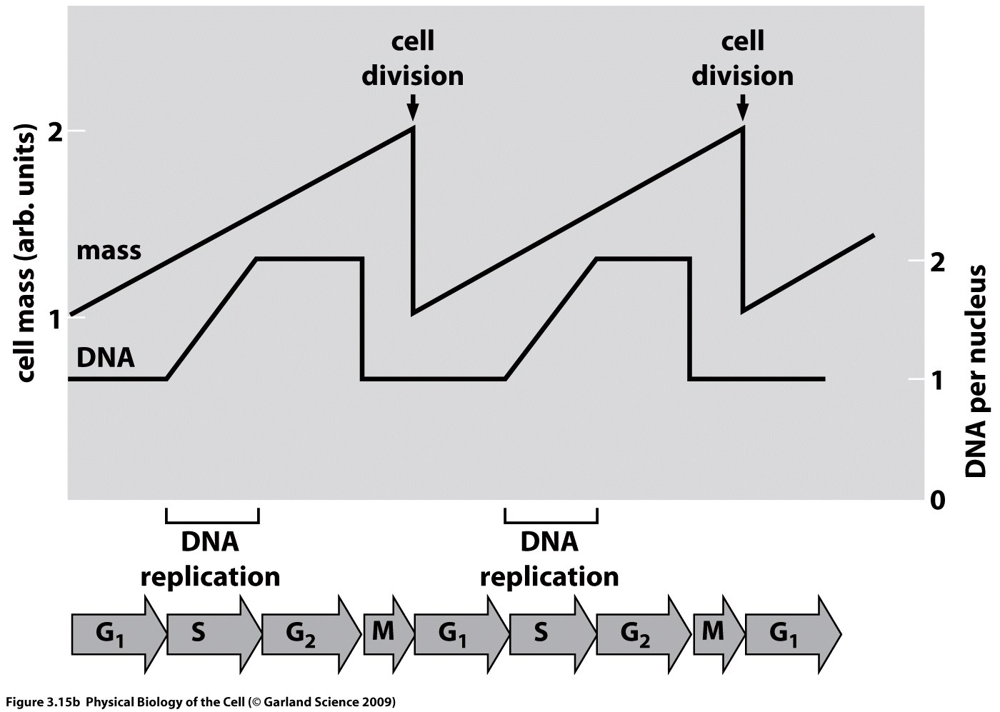 cell
division
cell
division
cell mass (arb. units)
2
1
mass
DNA
2
1
0
DNA per nucleus
DNA
replication
DNA
replication
G₁ S G₂ M G₁ S G₂ M G₁
Figure 3.15b Physical Biology of the Cell (© Garland Science 2009)